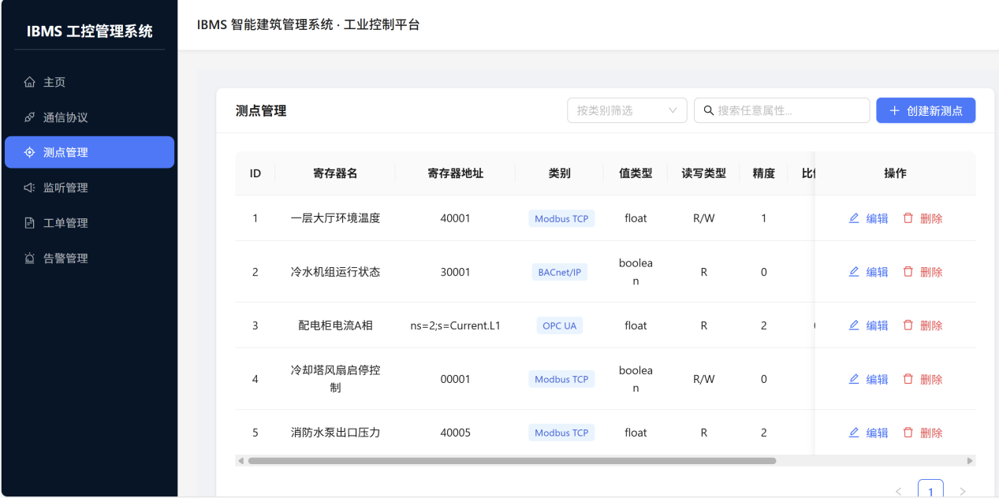 IBMS 工控管理系统
主页
通信协议
测点管理
监听管理
工单管理
告警管理
IBMS 智能建筑管理系统 · 工业控制平台
测点管理
按类别筛选
搜索任意属性...
创建新测点
ID 寄存器名 寄存器地址 类别 值类型 读写类型 精度 操作
1 一层大厅环境温度 40001 Modbus TCP float R/W 1 编辑 删除
2 冷水机组运行状态 30001 BACnet/IP boolea
n R 0 编辑 删除
3 配电柜电流A相 ns=2;s=Current.L1 OPC UA float R 2 编辑 删除
4 冷却塔风扇启停控
制 00001 Modbus TCP boolea
n R/W 0 编辑 删除
5 消防水泵出口压力 40005 Modbus TCP float R 2 编辑 删除
1